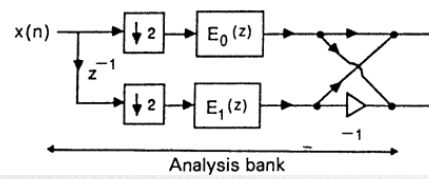 x(n) ↓2 E₀(z)
z⁻¹
↓2 E₁(z)
−1
Analysis bank